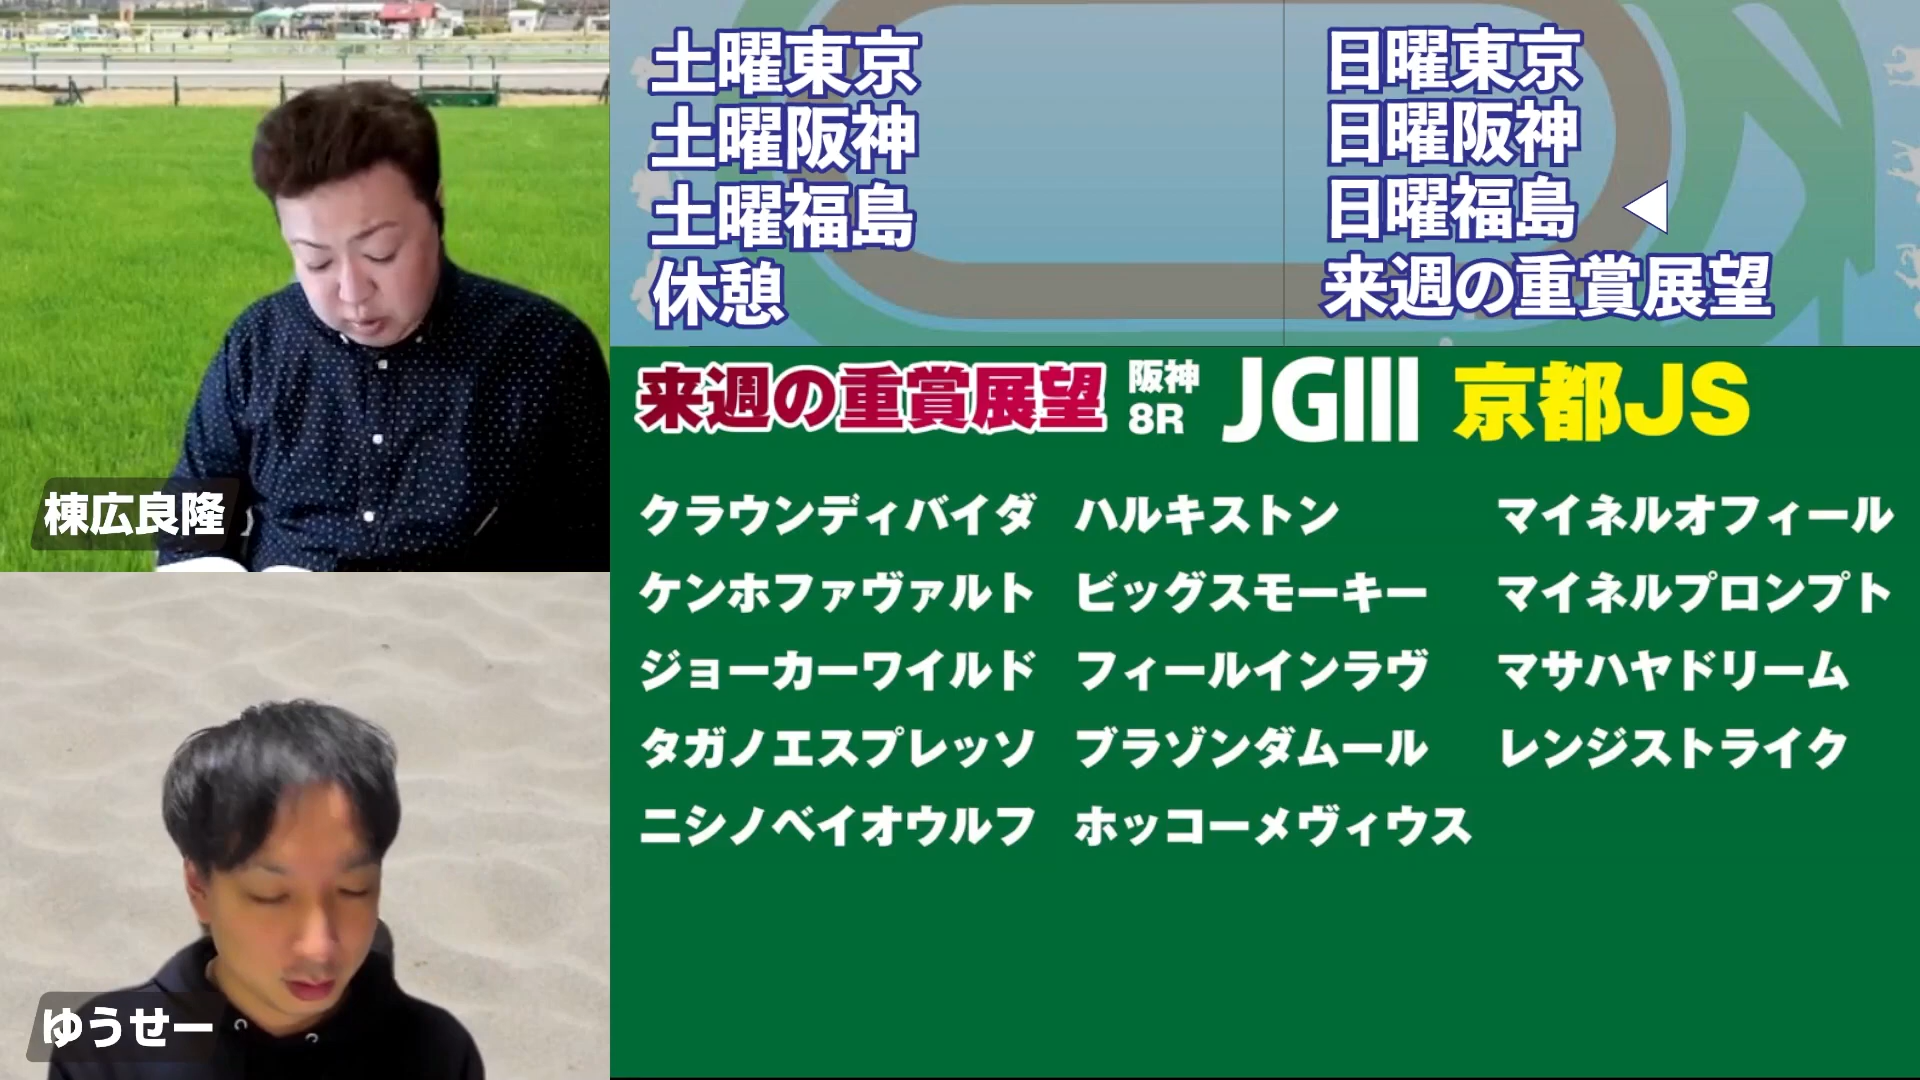 土曜東京
土曜阪神
土曜福島
休憩
日曜東京
日曜阪神
日曜福島 ◀
来週の重賞展望
来週の重賞展望 阪神 8R JGIII 京都JS
クラウンディバイダ ハルキストン マイネルオフィール
ケンホファヴァルト ビッグスモーキー マイネルプロンプト
ジョーカーワイルド フィールインラヴ マサハヤドリーム
タガノエスプレッソ ブラゾンダムール レンジストライク
ニシノベイオウルフ ホッコーメヴィウス
棟広良隆
ゆうせー